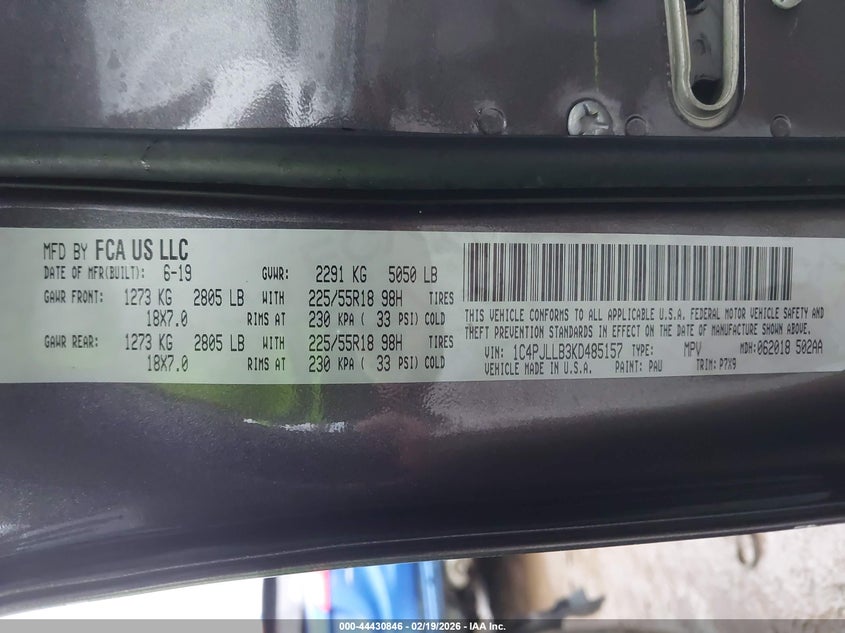 MFD BY FCA US LLC
DATE OF MFR(BUILT): 6-19 GVWR: 2291 KG 5050 LB
GAWR FRONT: 1273 KG 2805 LB WITH 225/55R18 98H TIRES
18X7.0 RIMS AT 230 KPA ( 33 PSI) COLD
GAWR REAR: 1273 KG 2805 LB WITH 225/55R18 98H TIRES
18X7.0 RIMS AT 230 KPA ( 33 PSI) COLD
THIS VEHICLE CONFORMS TO ALL APPLICABLE U.S.A. FEDERAL MOTOR VEHICLE SAFETY AND
THEFT PREVENTION STANDARDS IN EFFECT ON THE DATE OF MANUFACTURE SHOWN ABOVE.
VIN: 1C4PJLLB3KD485157 TYPE: MPV MDH:062018 502AA
VEHICLE MADE IN U.S.A. PAINT: PAU TRIM: P7X9
000-44430846 - 02/19/2026 - IAA Inc.